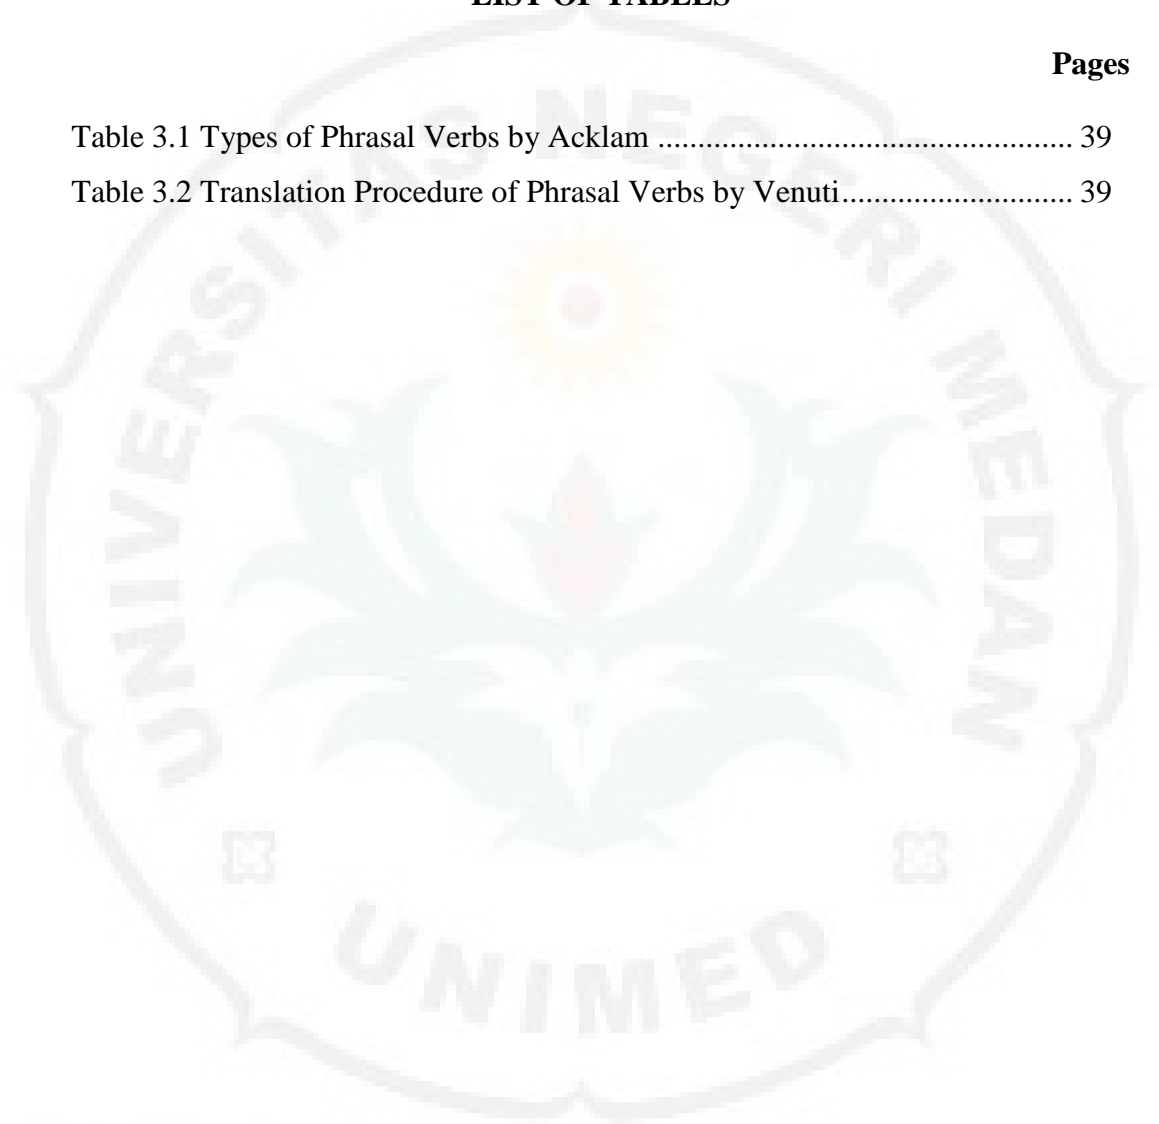 LIST OF TABLES
Pages
Table 3.1 Types of Phrasal Verbs by Acklam .................................................... 39
Table 3.2 Translation Procedure of Phrasal Verbs by Venuti............................. 39
UNIVERSITAS NEGERI MEDAN
UNIMED